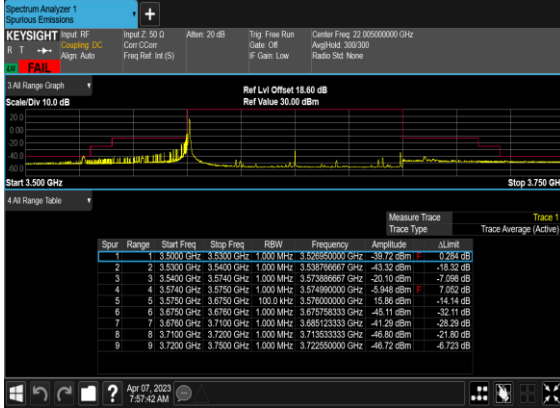 Spectrum Analyzer 1
Spurious Emissions
+
KEYSIGHT Input: RF Input Z: 50 Ω Atten: 20 dB Trig: Free Run Center Freq: 22.005000000 GHz
R T Coupling: DC Corr CCorr Gate: Off Avg|Hold: 300/300
Align: Auto Freq Ref: Int (S) IF Gain: Low Radio Std: None
FAIL
3.All Range Graph
Ref Lvl Offset 18.60 dB
Scale/Div 10.0 dB Ref Value 30.00 dBm
20.0
0.00
-20.0
-40.0
-60.0
Start 3.500 GHz Stop 3.750 GH
4.All Range Table
Measure Trace Trace 1
Trace Type Trace Average (Active)
Spur Range Start Freq Stop Freq RBW Frequency Amplitude ΔLimit
1 1 3.5000 GHz 3.5300 GHz 1.000 MHz 3.526950000 GHz -39.72 dBm F 0.284 dB
2 2 3.5300 GHz 3.5400 GHz 1.000 MHz 3.538766667 GHz -43.32 dBm -18.32 dB
3 3 3.5400 GHz 3.5740 GHz 1.000 MHz 3.573886667 GHz -20.10 dBm -7.098 dB
4 4 3.5740 GHz 3.5750 GHz 1.000 MHz 3.574990000 GHz -5.948 dBm F 7.052 dB
5 5 3.5750 GHz 3.6750 GHz 100.0 kHz 3.576000000 GHz 15.86 dBm -14.14 dB
6 6 3.6750 GHz 3.6760 GHz 1.000 MHz 3.675758333 GHz -45.11 dBm -32.11 dB
7 7 3.6760 GHz 3.7100 GHz 1.000 MHz 3.685123333 GHz -41.29 dBm -28.29 dB
8 8 3.7100 GHz 3.7200 GHz 1.000 MHz 3.713533333 GHz -46.80 dBm -21.80 dB
9 9 3.7200 GHz 3.7500 GHz 1.000 MHz 3.722550000 GHz -46.72 dBm -6.723 dB
? Apr 07, 2023
7:57:42 AM